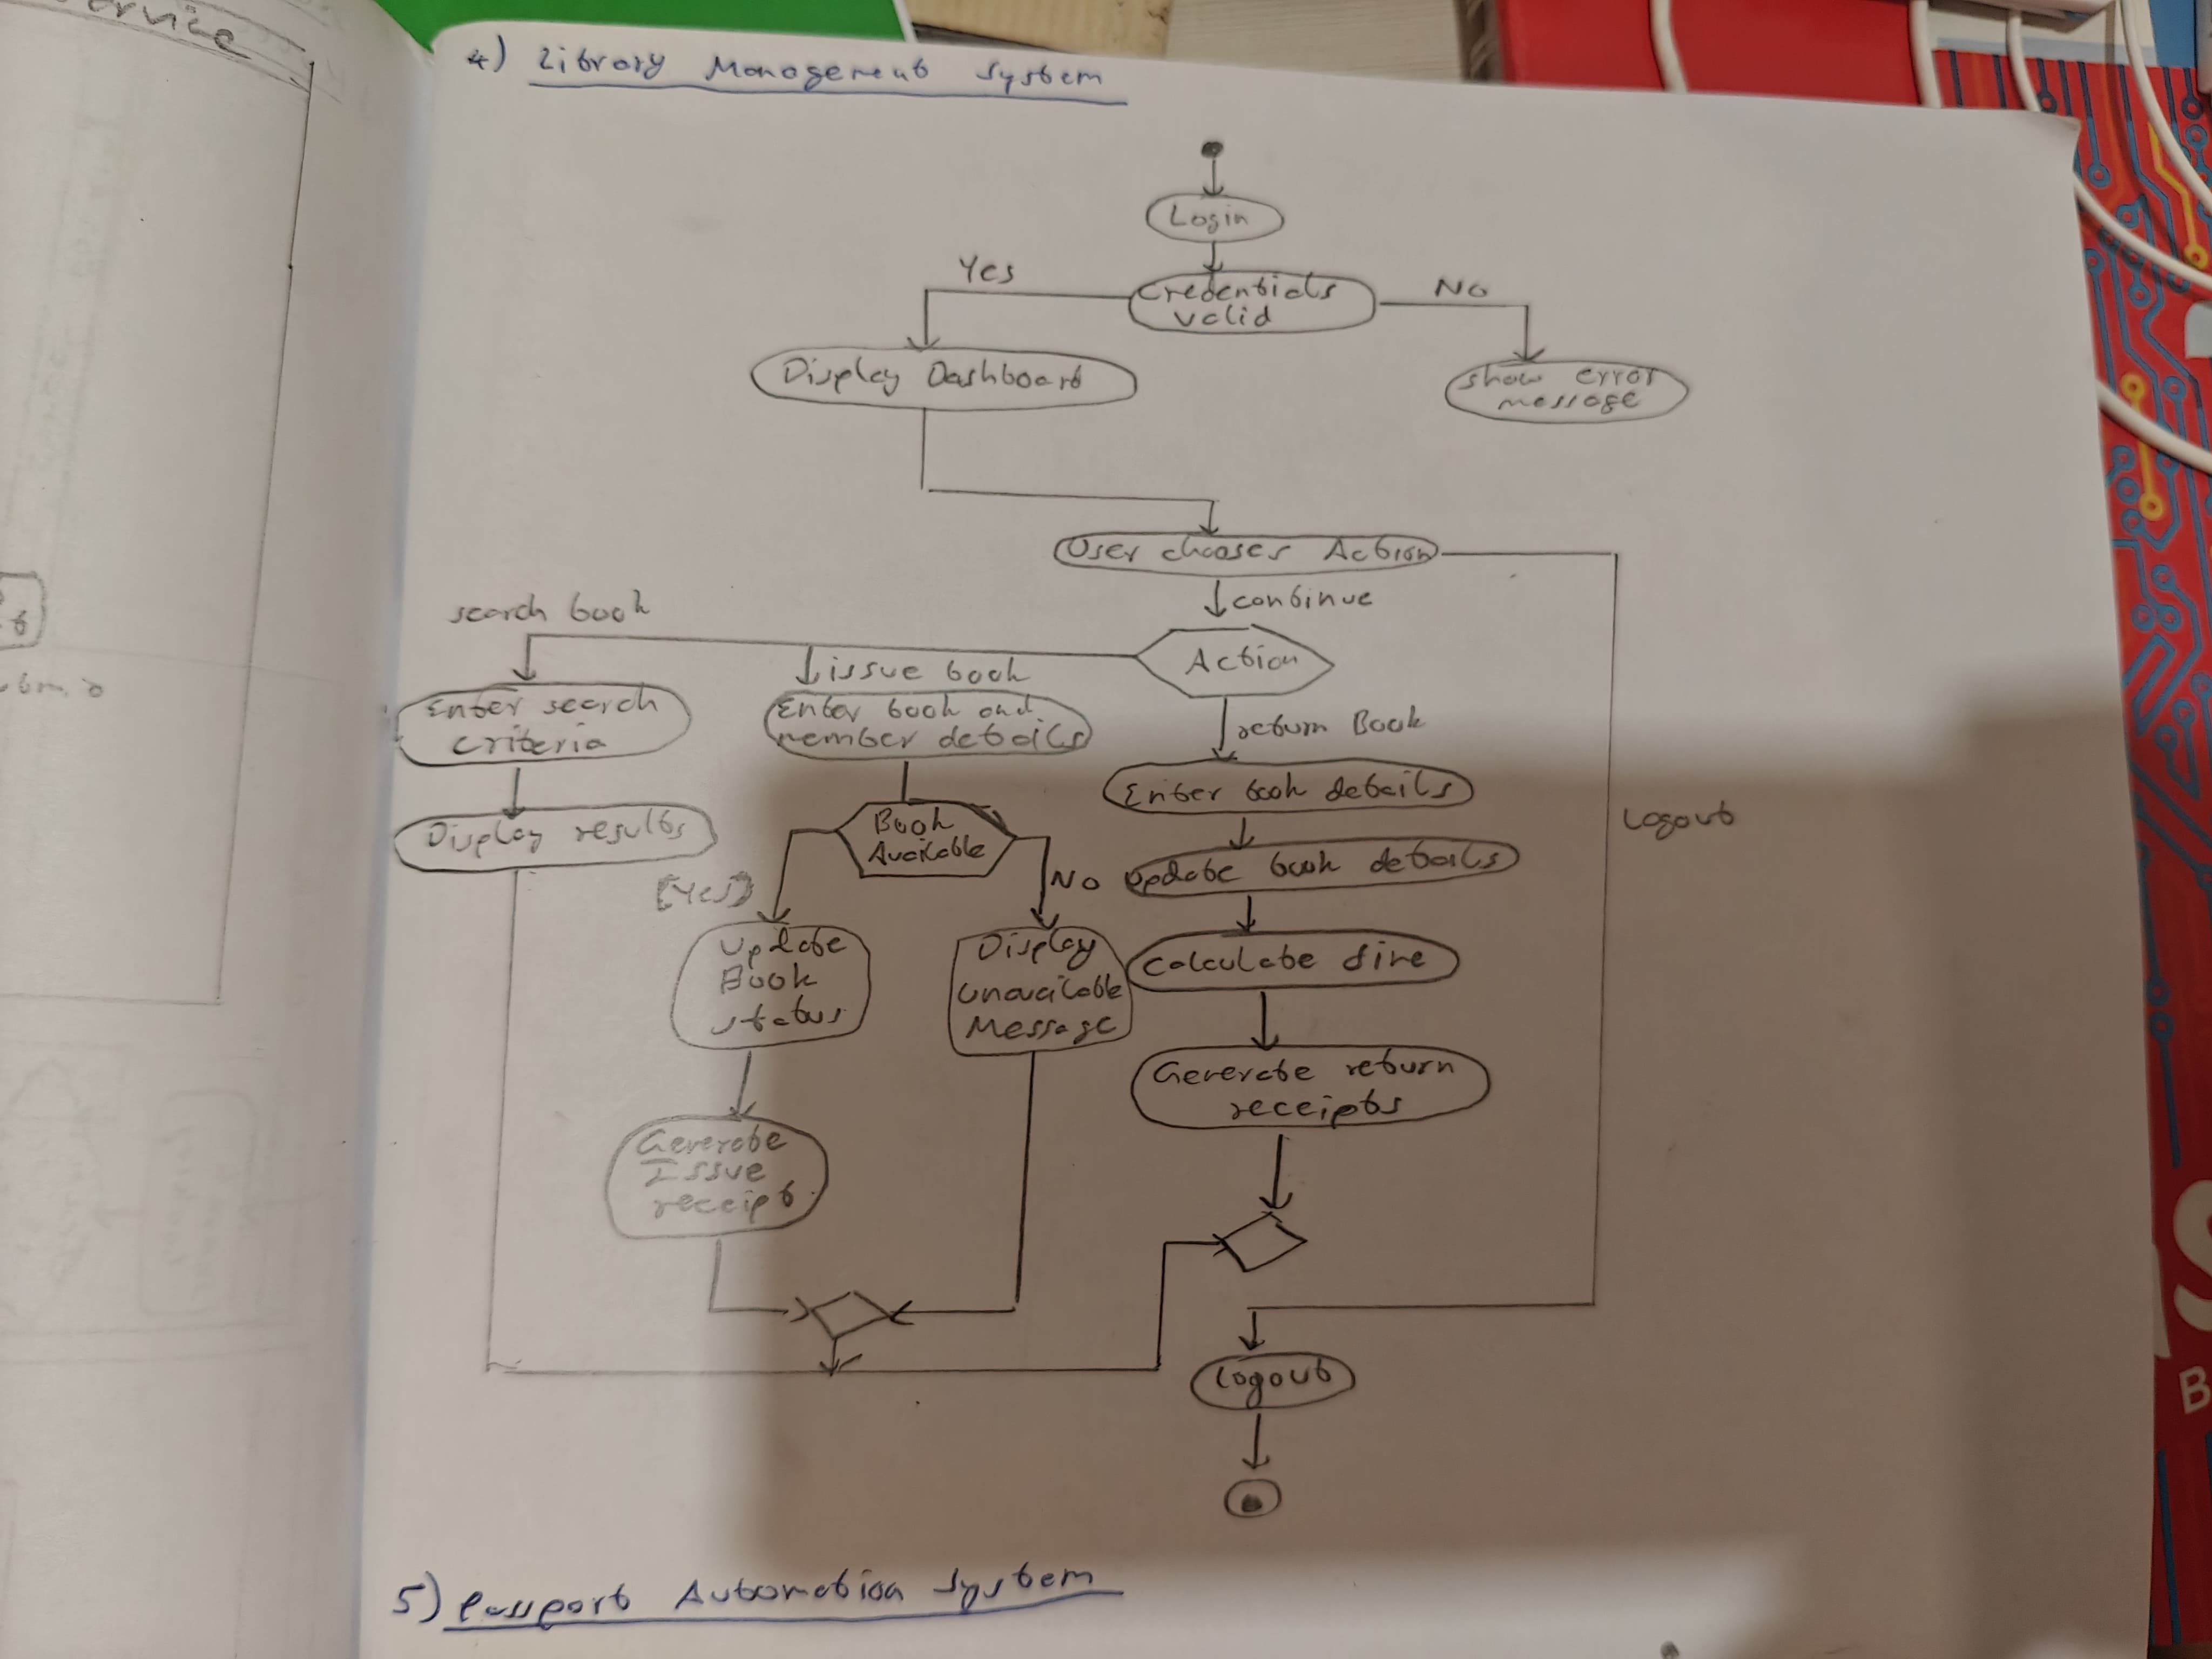 ervice
4) Library Management System
Login
Yes
Credentials
valid
No
Display Dashboard
show error
message
User chooses Action
continue
search book
Action
issue book
Enter search
criteria
Enter book and
member details
return Book
Enter book details
Display results
Book
Available
Logout
[Yes]
No
Update book details
Update
Book
status
Display
Unavailable
Message
Calculate fine
Generate return
receipts
Generate
Issue
receipt
Logout
5) Passport Automation System